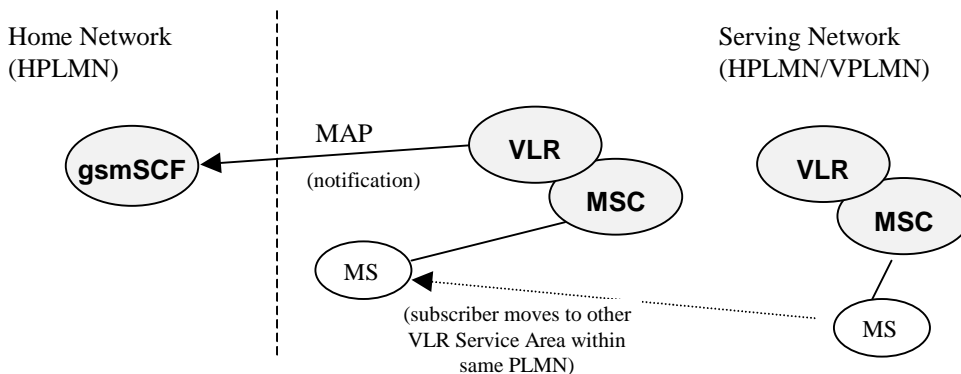 Home Network
(HPLMN)
Serving Network
(HPLMN/VPLMN)
MAP
gsmSCF
(notification)
VLR
MSC
VLR
MSC
MS
(subscriber moves to other
VLR Service Area within
same PLMN)
MS